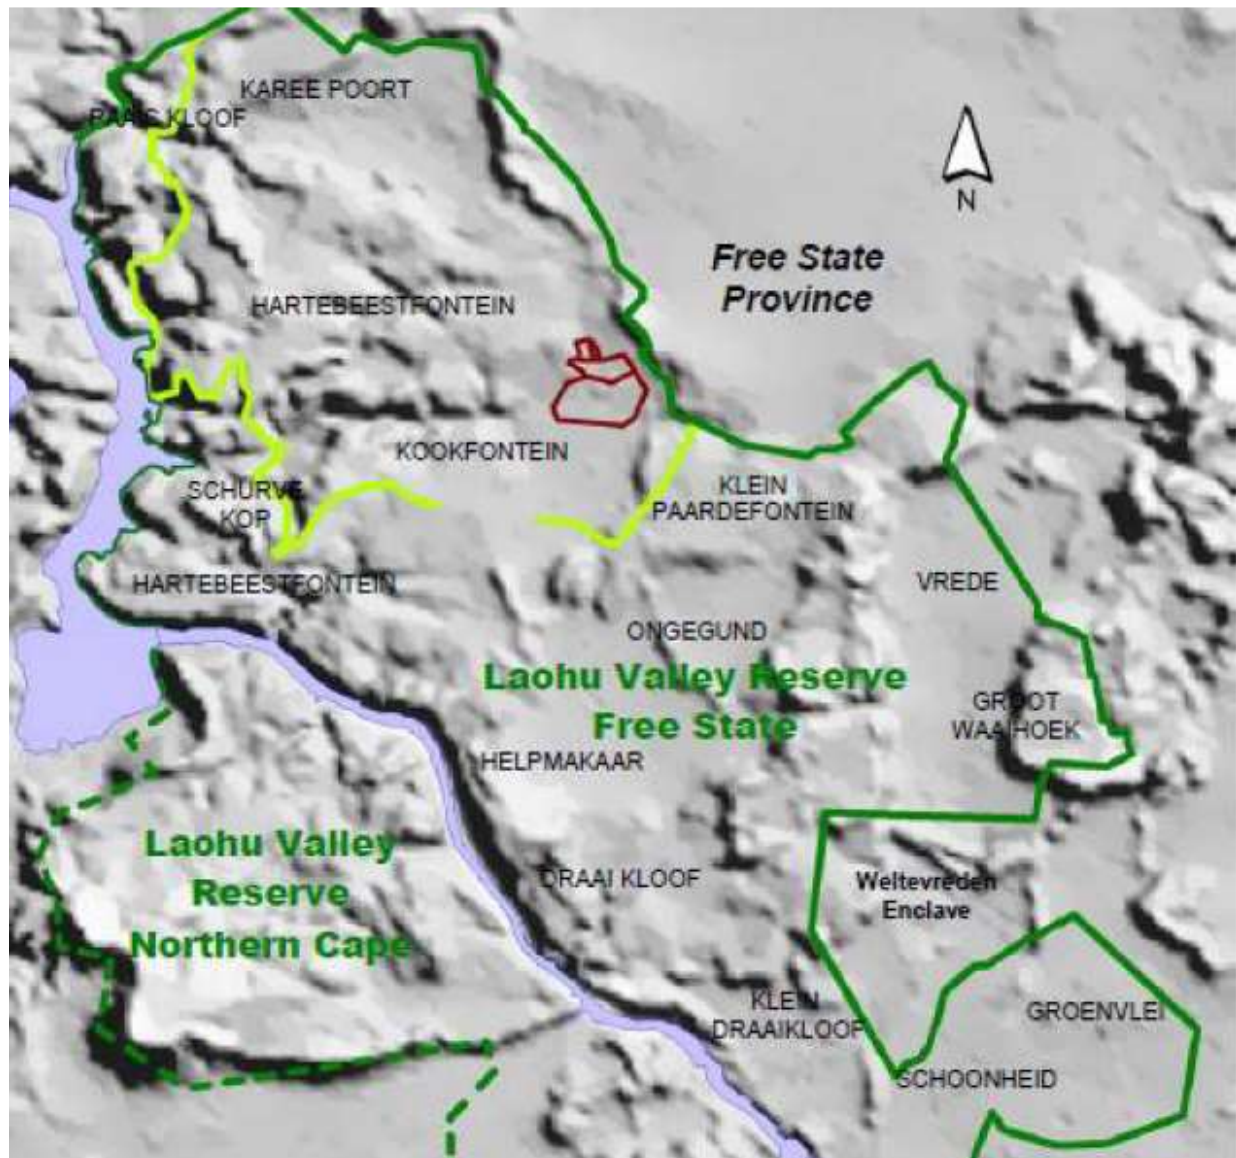 KAREE POORT
PAAIS KLOOF
N
Free State
Province
HARTEBEESTFONTEIN
KOOKFONTEIN
SCHURVE
KOP
KLEIN
PAARDEFONTEIN
HARTEBEESTFONTEIN
VREDE
ONGEGUND
Laohu Valley Reserve
Free State
GROOT
WAAIHOEK
HELPMAKAAR
Laohu Valley
Reserve
Northern Cape
DRAAI KLOOF
Weltevreden
Enclave
KLEIN
DRAAIKLOOF
GROENVLEI
SCHOONHEID